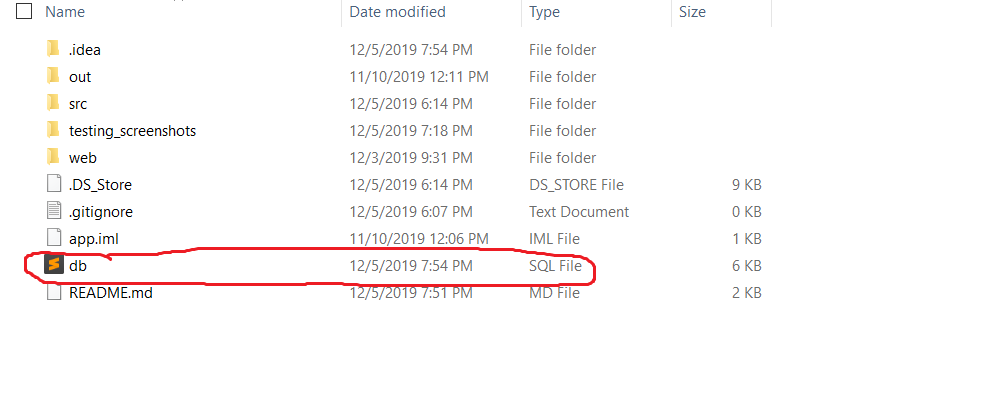 Name Date modified Type Size
.idea 12/5/2019 7:54 PM File folder
out 11/10/2019 12:11 PM File folder
src 12/5/2019 6:14 PM File folder
testing_screenshots 12/5/2019 7:18 PM File folder
web 12/3/2019 9:31 PM File folder
.DS_Store 12/5/2019 6:14 PM DS_STORE File 9 KB
.gitignore 12/5/2019 6:07 PM Text Document 0 KB
app.iml 11/10/2019 12:06 PM IML File 1 KB
db 12/5/2019 7:54 PM SQL File 6 KB
README.md 12/5/2019 7:51 PM MD File 2 KB